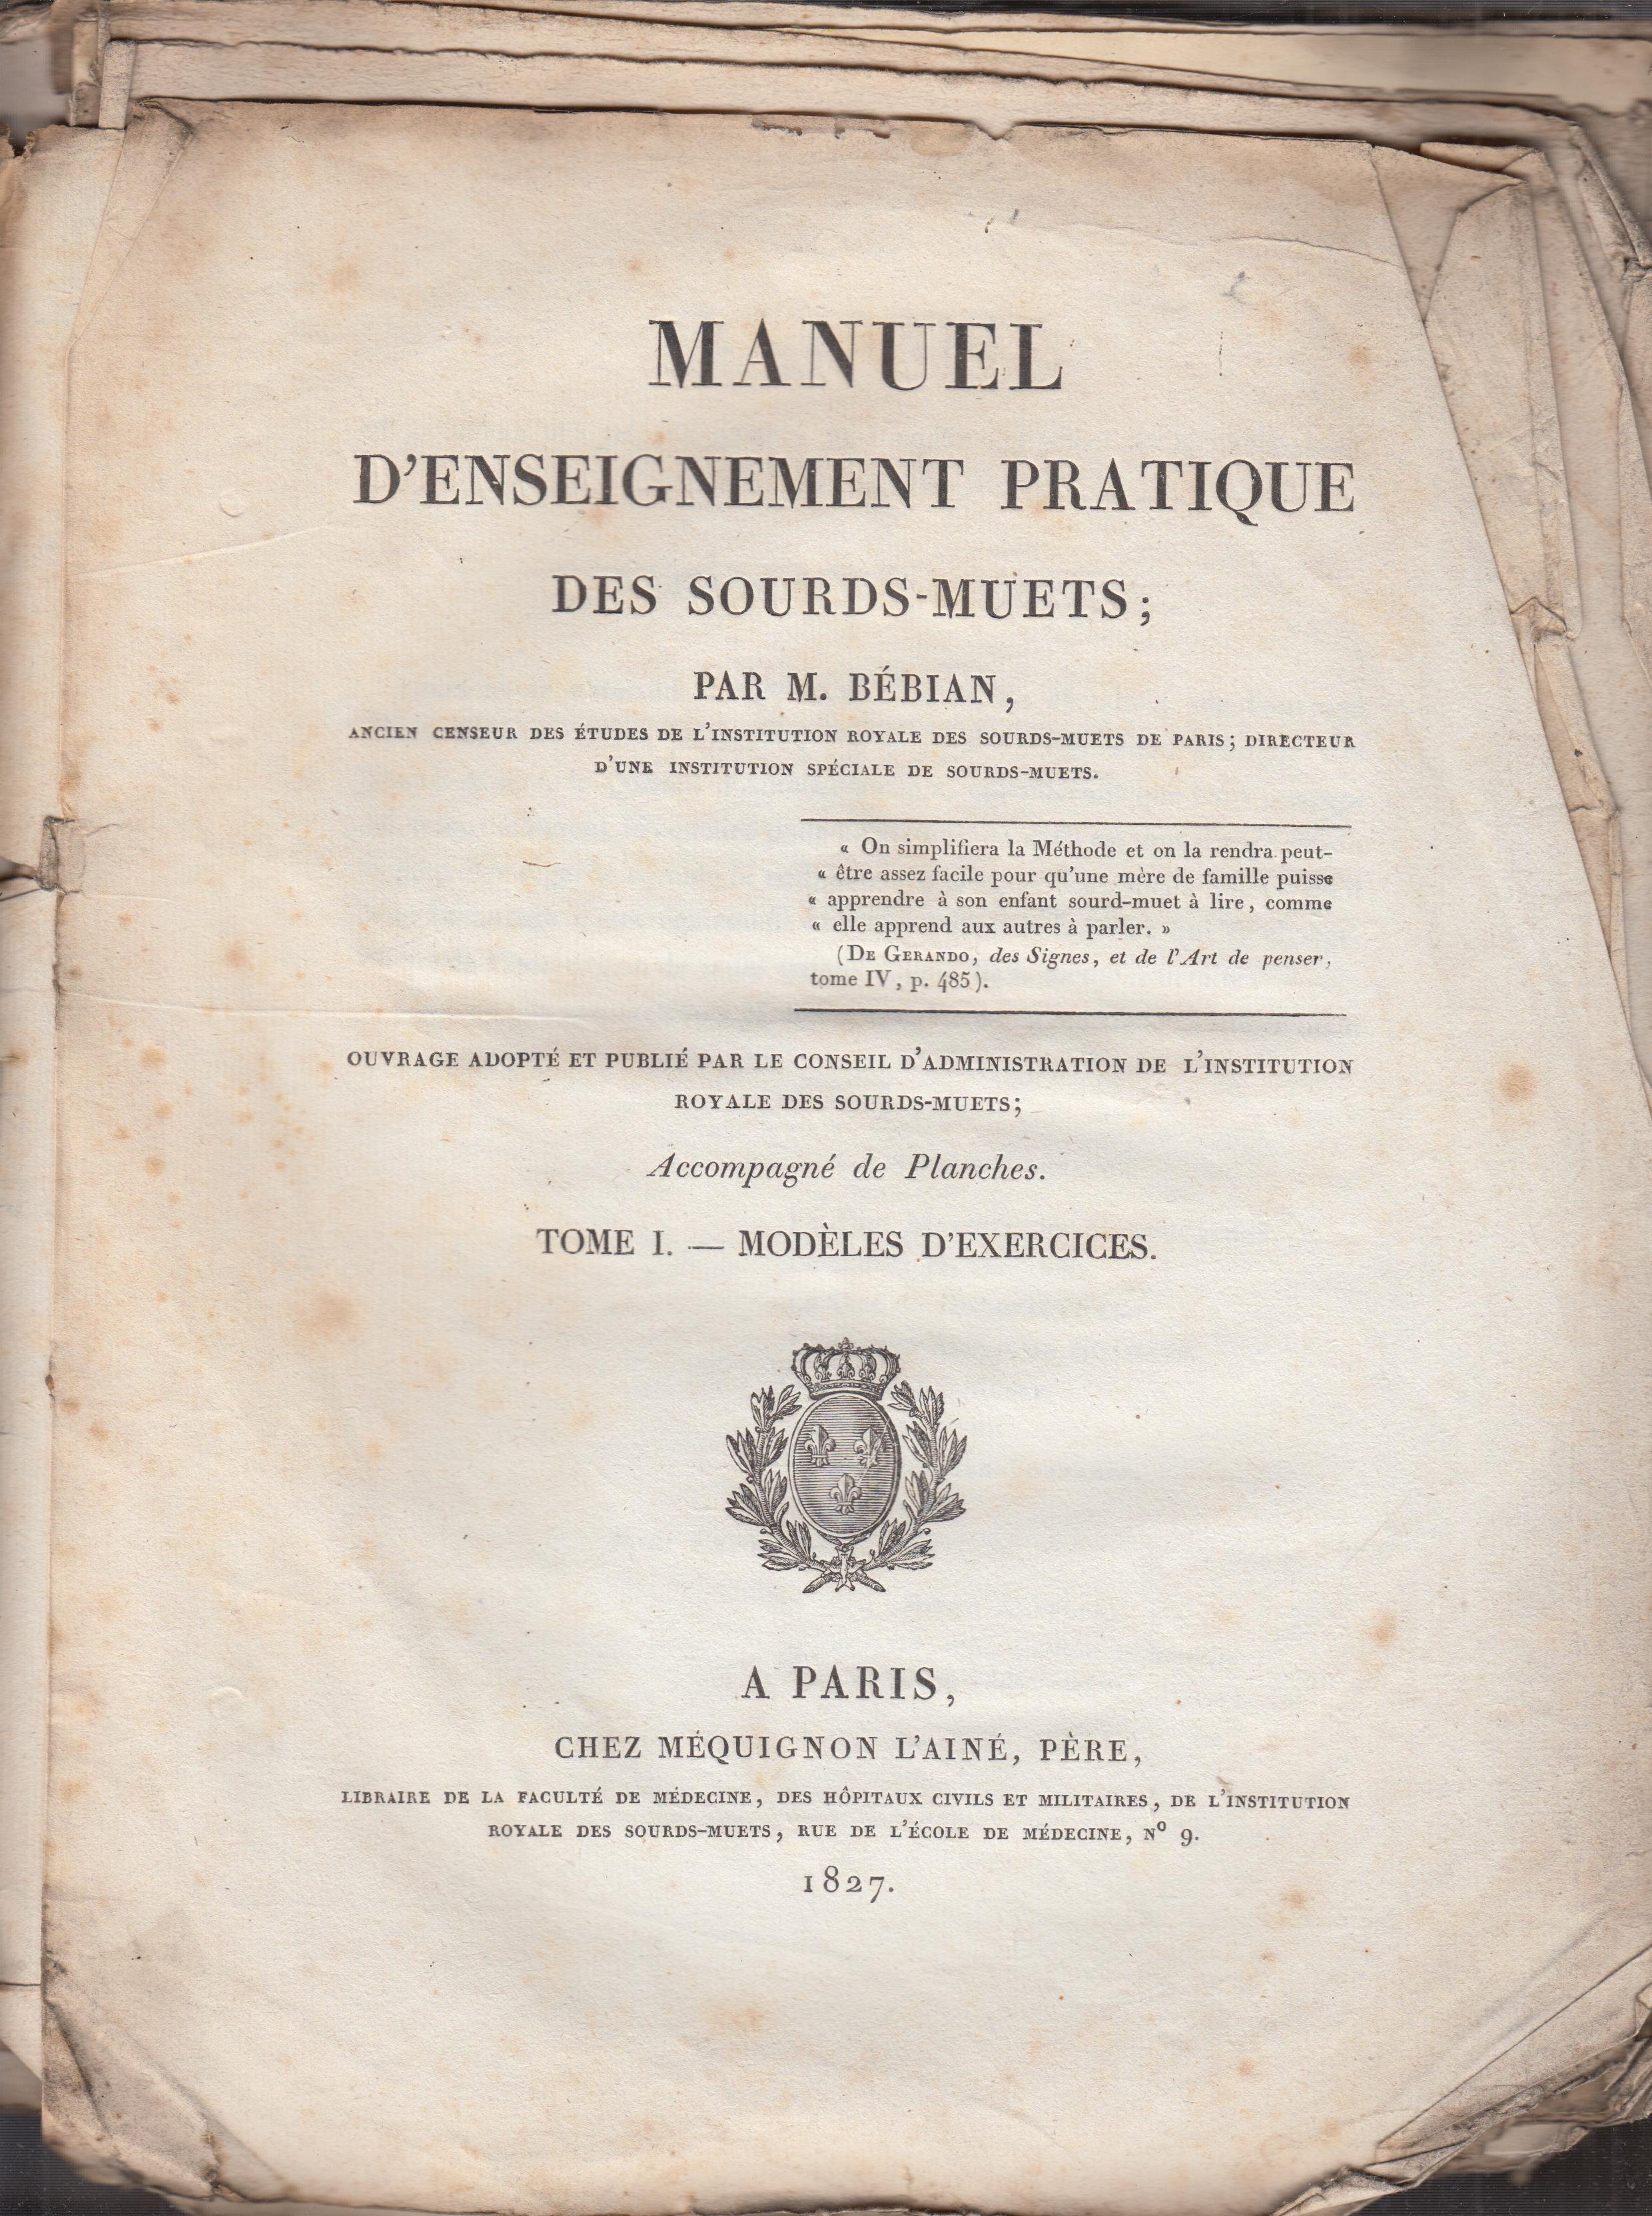 MANUEL
D'ENSEIGNEMENT PRATIQUE
DES SOURDS-MUETS;
PAR M. BÉBIAN,
ANCIEN CENSEUR DES ÉTUDES DE L'INSTITUTION ROYALE DES SOURDS-MUETS DE PARIS; DIRECTEUR
D'UNE INSTITUTION SPÉCIALE DE SOURDS-MUETS.
« On simplifiera la Méthode et on la rendra peut-
« être assez facile pour qu'une mère de famille puisse
« apprendre à son enfant sourd-muet à lire, comme
« elle apprend aux autres à parler. »
(DE GERANDO, des Signes, et de l'Art de penser,
tome IV, p. 485).
OUVRAGE ADOPTÉ ET PUBLIÉ PAR LE CONSEIL D'ADMINISTRATION DE L'INSTITUTION
ROYALE DES SOURDS-MUETS;
Accompagné de Planches.
TOME I. — MODÈLES D'EXERCICES.
A PARIS,
CHEZ MÉQUIGNON L'AINÉ, PÈRE,
LIBRAIRE DE LA FACULTÉ DE MÉDECINE, DES HÔPITAUX CIVILS ET MILITAIRES, DE L'INSTITUTION
ROYALE DES SOURDS-MUETS, RUE DE L'ÉCOLE DE MÉDECINE, Nº 9.
1827.